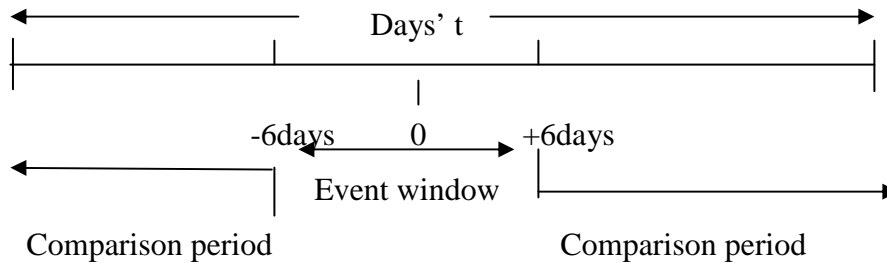 Days’ t
-6days 0 +6days
Event window
Comparison period Comparison period